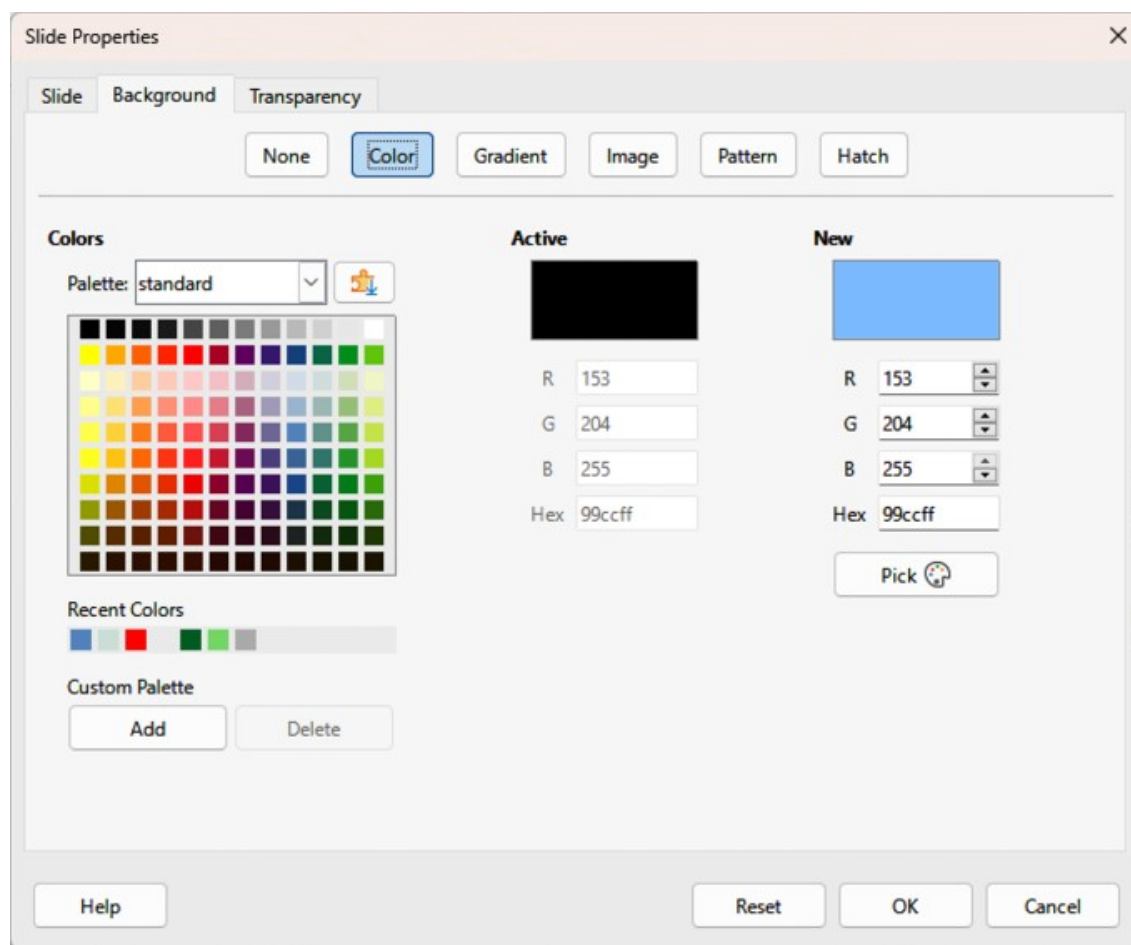 Slide Properties
Slide Background Transparency
None Color Gradient Image Pattern Hatch
Colors
Palette: standard
Recent Colors
Custom Palette
Add Delete
Active
R 153
G 204
B 255
Hex 99ccff
New
R 153
G 204
B 255
Hex 99ccff
Pick
Help Reset OK Cancel